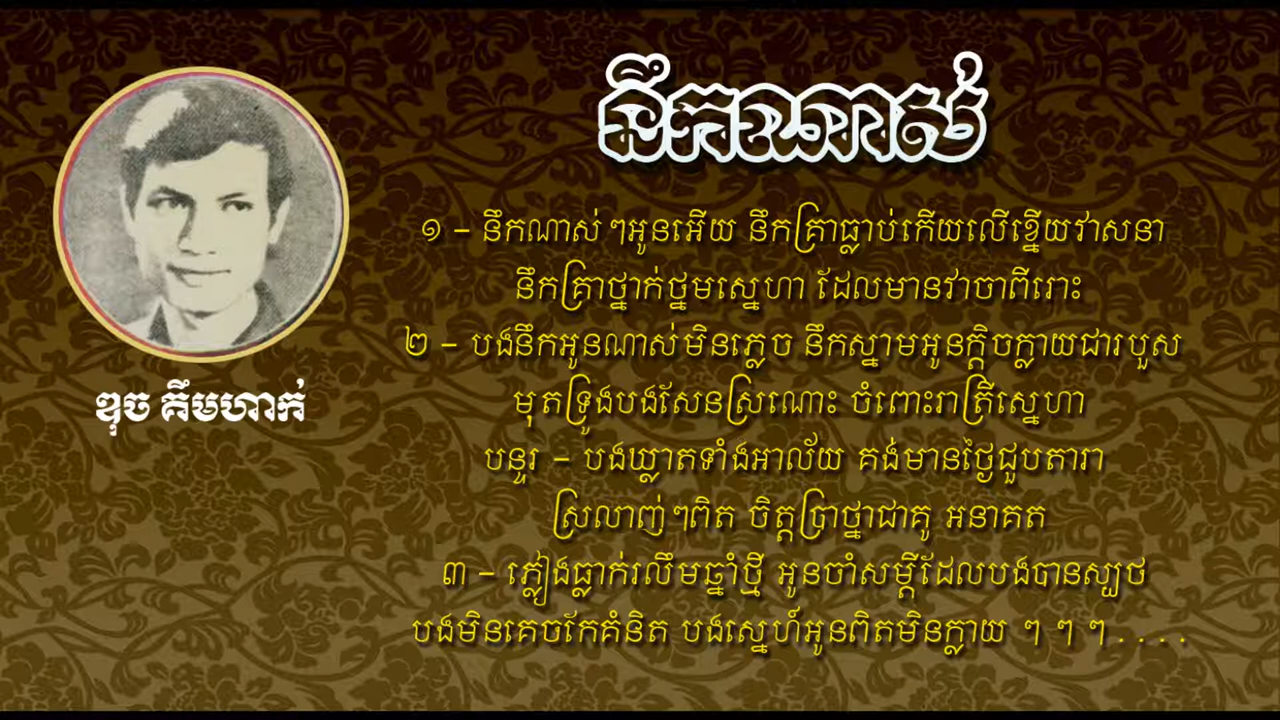 នឹកណាស់
១ – នឹកណាស់ៗអូនអើយ នឹកគ្រាធ្លាប់កើយលើខ្នើយវាសនា
នឹកគ្រាថ្នាក់ថ្នមស្នេហា ដែលមានវាចាពីរោះ
២ – បងនឹកអូនណាស់មិនភ្លេច នឹកស្នាមអូនក្តិចក្លាយជារបួស
មុតទ្រូងបងសែនស្រណោះ ចំពោះរាត្រីស្នេហា
បន្ទរ – បងឃ្លាតទាំងអាល័យ គង់មានថ្ងៃជួបតារា
ស្រលាញ់ៗពិត ចិត្តប្រាថ្នាជាគូ អនាគត
៣ – ភ្លៀងធ្លាក់រលឹមឆ្នាំថ្មី អូនចាំសម្តីដែលបងបានស្បថ
បងមិនគេចកែគំនិត បងស្នេហ៍អូនពិតមិនក្លាយ ៗ ៗ ៗ . . . .
ឌុច គឹមហាក់